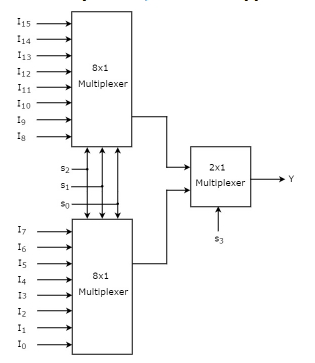 I15
I14
I13
I12
I11
I10
I9
I8
8x1
Multiplexer
s2
s1
s0
2x1
Multiplexer
Y
s3
I7
I6
I5
I4
I3
I2
I1
I0
8x1
Multiplexer